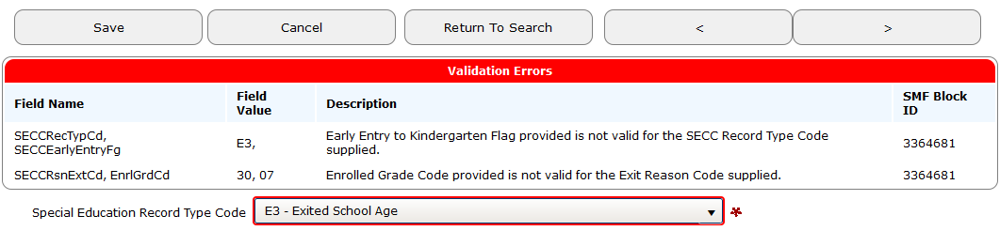 Save Cancel Return To Search < >
Validation Errors
Field Name Field Value Description SMF Block ID
SECCRecTypCd, SECCEarlyEntryFg E3, Early Entry to Kindergarten Flag provided is not valid for the SECC Record Type Code supplied. 3364681
SECCRsnExtCd, EnrlGrdCd 30, 07 Enrolled Grade Code provided is not valid for the Exit Reason Code supplied. 3364681
Special Education Record Type Code E3 - Exited School Age *